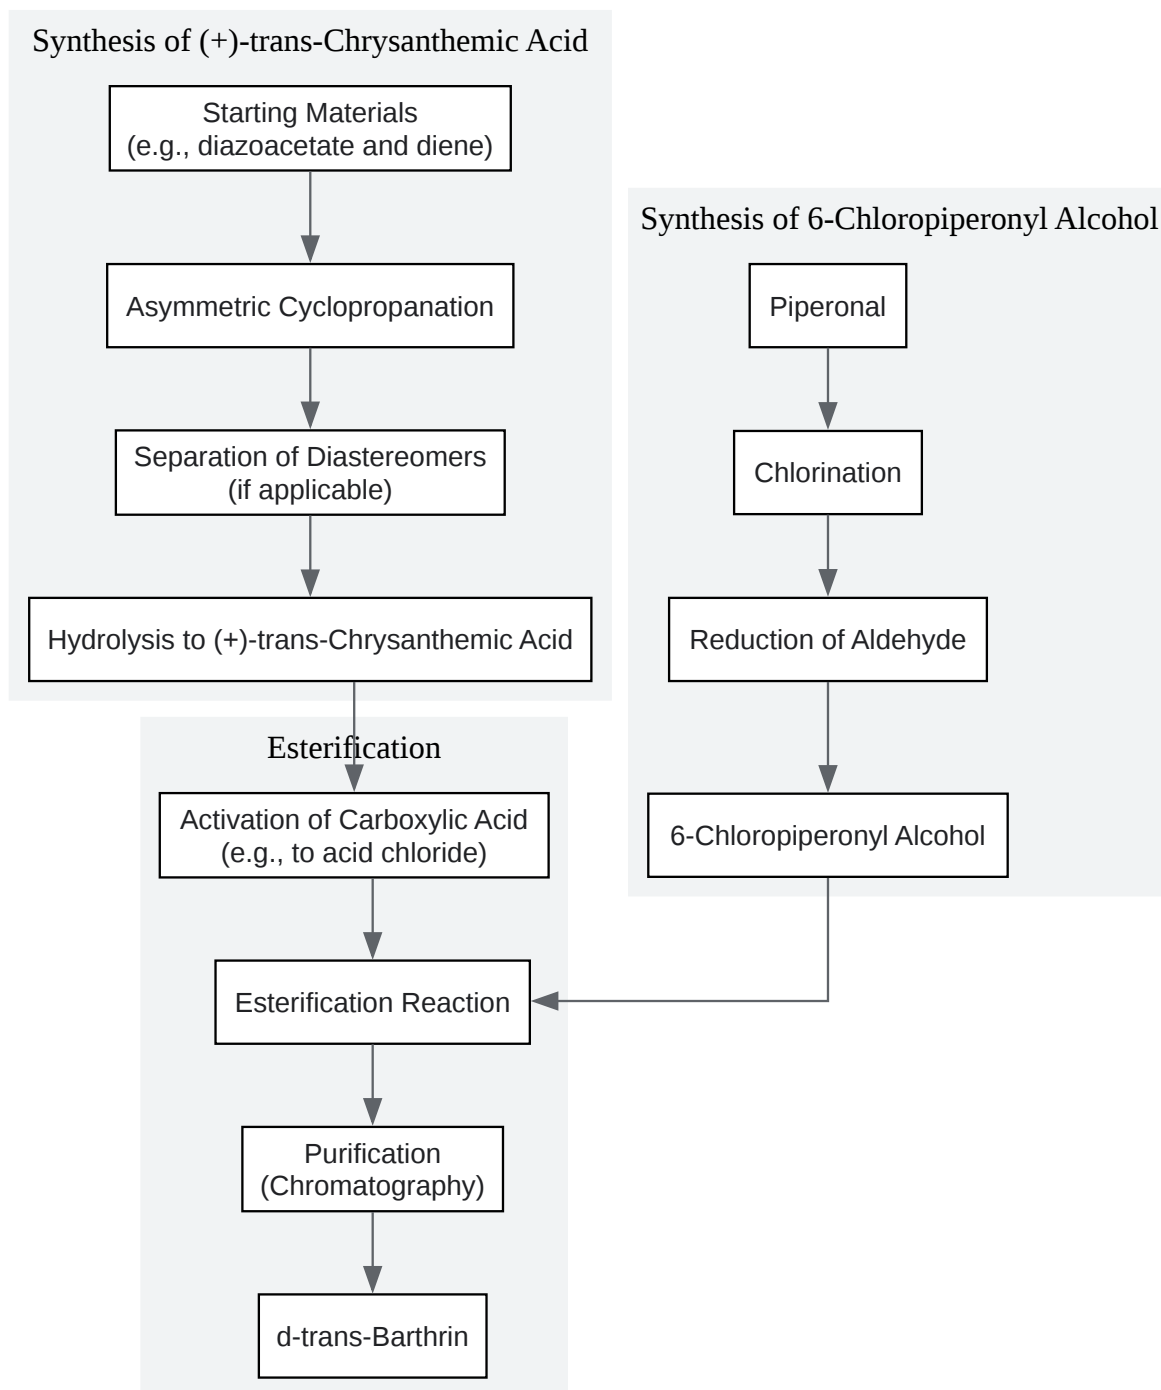 Synthesis of (+)-trans-Chrysanthemic Acid
Starting Materials
(e.g., diazoacetate and diene)
Asymmetric Cyclopropanation
Separation of Diastereomers
(if applicable)
Hydrolysis to (+)-trans-Chrysanthemic Acid
Synthesis of 6-Chloropiperonyl Alcohol
Piperonal
Chlorination
Reduction of Aldehyde
6-Chloropiperonyl Alcohol
Esterification
Activation of Carboxylic Acid
(e.g., to acid chloride)
Esterification Reaction
Purification
(Chromatography)
d-trans-Barthrin